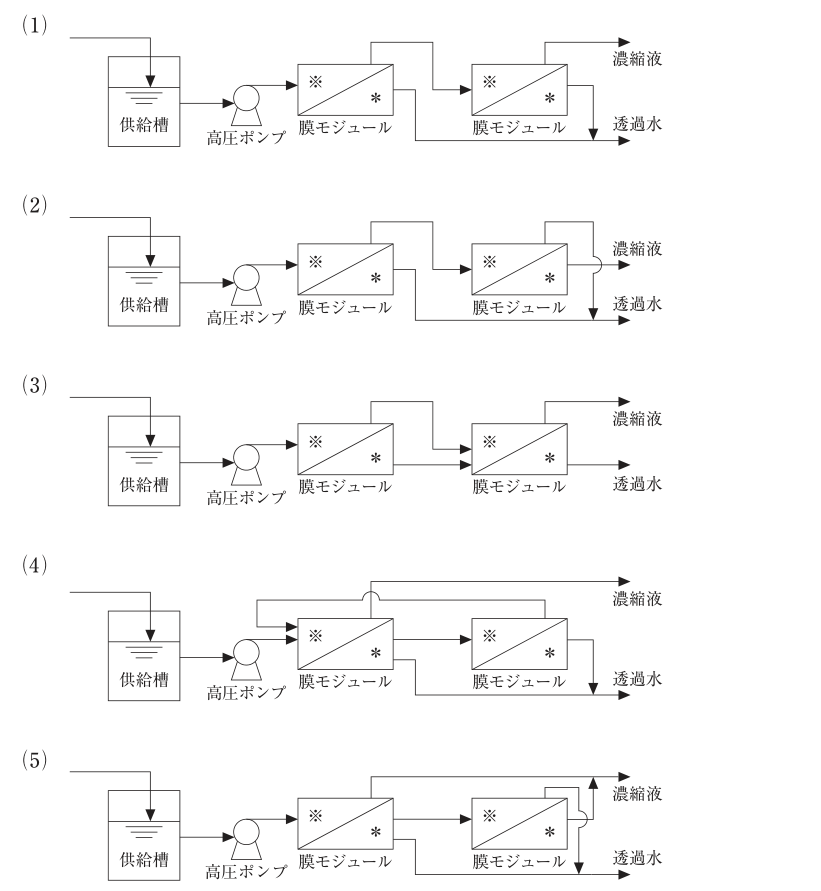 (1)
濃縮液
※
※
*
*
供給槽
高圧ポンプ
膜モジュール
膜モジュール
透過水
(2)
濃縮液
※
※
*
*
供給槽
高圧ポンプ
膜モジュール
膜モジュール
透過水
(3)
濃縮液
※
※
*
*
供給槽
高圧ポンプ
膜モジュール
膜モジュール
透過水
(4)
濃縮液
※
※
*
*
供給槽
高圧ポンプ
膜モジュール
膜モジュール
透過水
(5)
濃縮液
※
※
*
*
供給槽
高圧ポンプ
膜モジュール
膜モジュール
透過水